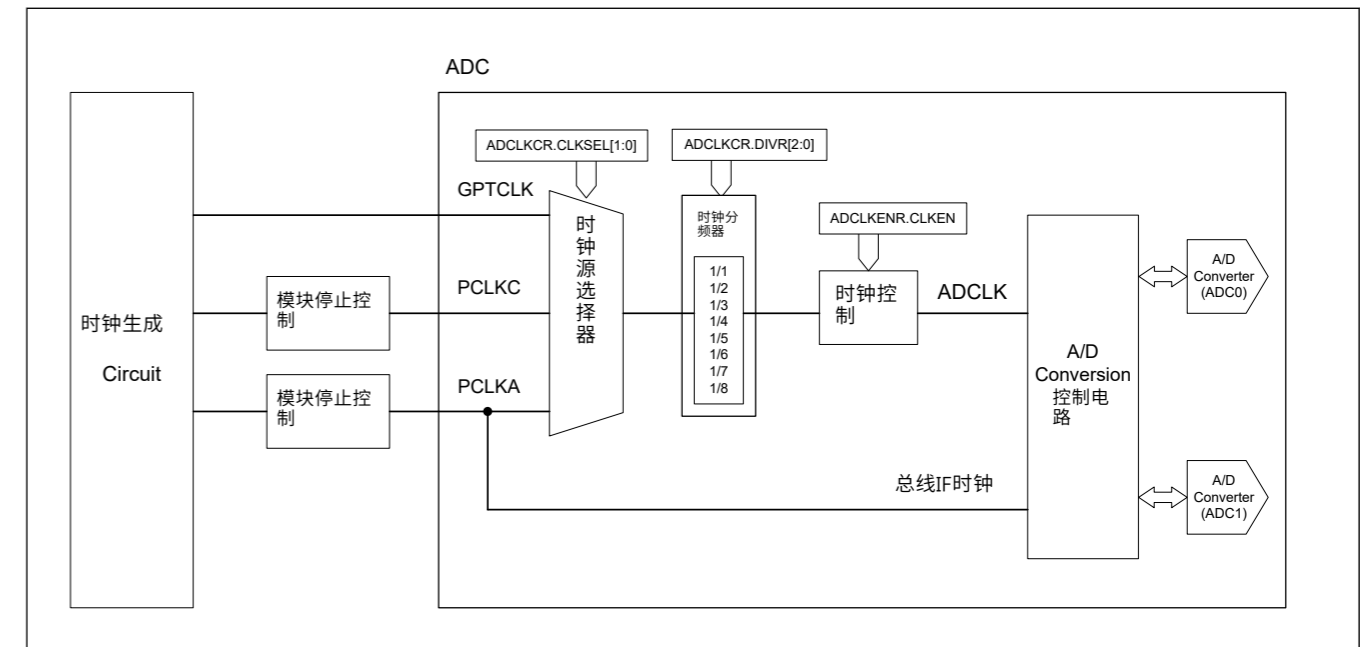 ADC
ADCLKCR.CLKSEL[1:0]
ADCLKCR.DIVR[2:0]
GPTCLK
时
钟
源
选
择
器
时钟分
频器
ADCLKENR.CLKEN
1/1
1/2
1/3
1/4
1/5
1/6
1/7
1/8
A/D
Converter
(ADC0)
PCLKC
模块停止控
制
时钟控
制
ADCLK
时钟生成
Circuit
A/D
Conversion
控制电
路
PCLKA
模块停止控
制
总线IF时钟
A/D
Converter
(ADC1)